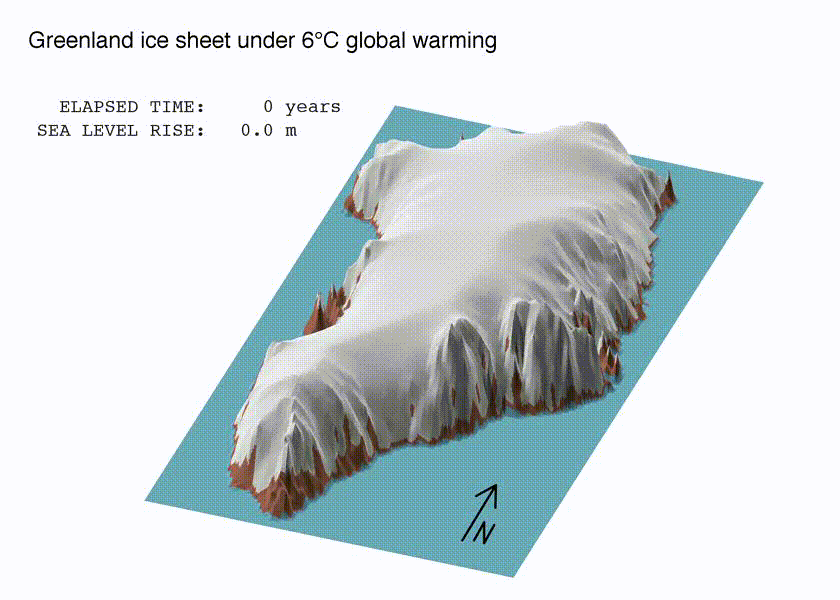 Greenland ice sheet under 6°C global warming
ELAPSED TIME: 0 years
SEA LEVEL RISE: 0.0 m
N